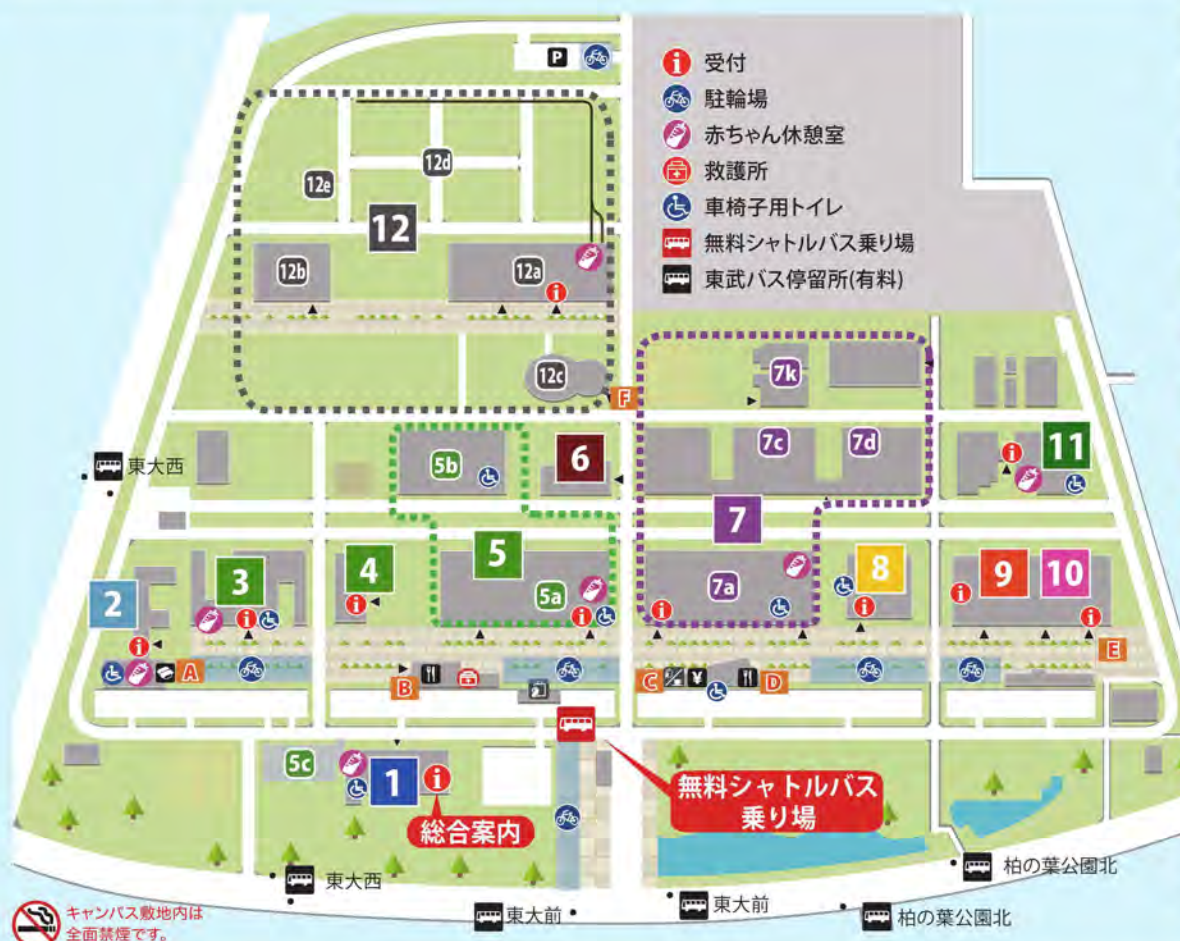 P
i 受付
駐輪場
赤ちゃん休憩室
救護所
車椅子用トイレ
無料シャトルバス乗り場
東武バス停留所(有料)
12d
12e
12
12b
12a
i
12c
F
7k
東大西
5b
6
7c
7d
i
11
7
2
3
4
5
5a
7a
8
9
10
i
i
i
i
i
i
i
i
A
B
C
¥
D
E
5c
1
i
総合案内
無料シャトルバス
乗り場
東大西
東大前
東大前
柏の葉公園北
柏の葉公園北
キャンパス敷地内は
全面禁煙です。